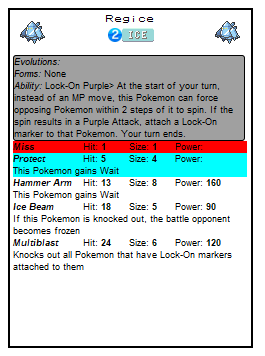 Regice
2 ICE
Evolutions:
Forms: None
Ability: Lock-On Purple> At the start of your turn,
instead of an MP move, this Pokemon can force
opposing Pokemon within 2 steps of it to spin. If the
spin results in a Purple Attack, attach a Lock-On
marker to that Pokemon. Your turn ends.
Miss Hit: 1 Size: 1 Power:
Protect Hit: 5 Size: 4 Power:
This Pokemon gains Wait
Hammer Arm Hit: 13 Size: 8 Power: 160
This Pokemon gains Wait
Ice Beam Hit: 18 Size: 5 Power: 90
If this Pokemon is knocked out, the battle opponent
becomes frozen
Multiblast Hit: 24 Size: 6 Power: 120
Knocks out all Pokemon that have Lock-On markers
attached to them